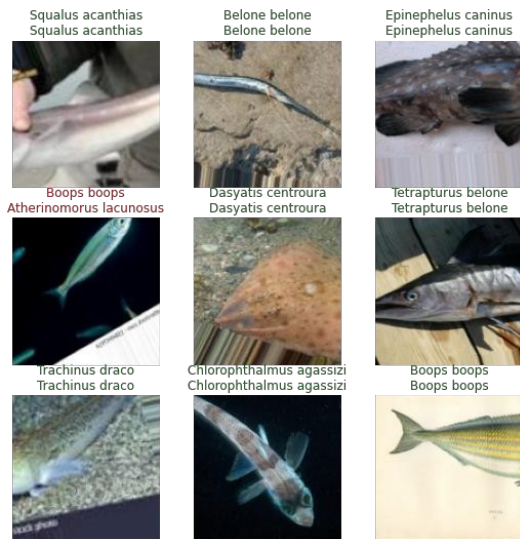 Squalus acanthias
Squalus acanthias
Belone belone
Belone belone
Epinephelus caninus
Epinephelus caninus
Boops boops
Atherinomorus lacunosus
Dasyatis centroura
Dasyatis centroura
Tetrapturus belone
Tetrapturus belone
Trachinus draco
Trachinus draco
Chlorophthalmus agassizi
Chlorophthalmus agassizi
Boops boops
Boops boops